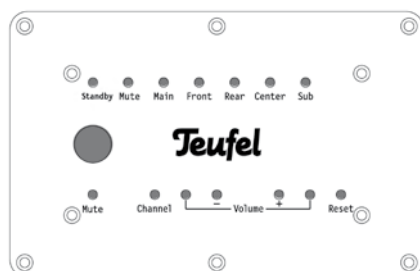 Standby Mute Main Front Rear Center Sub
Teufel
- +
Mute Channel Volume Reset